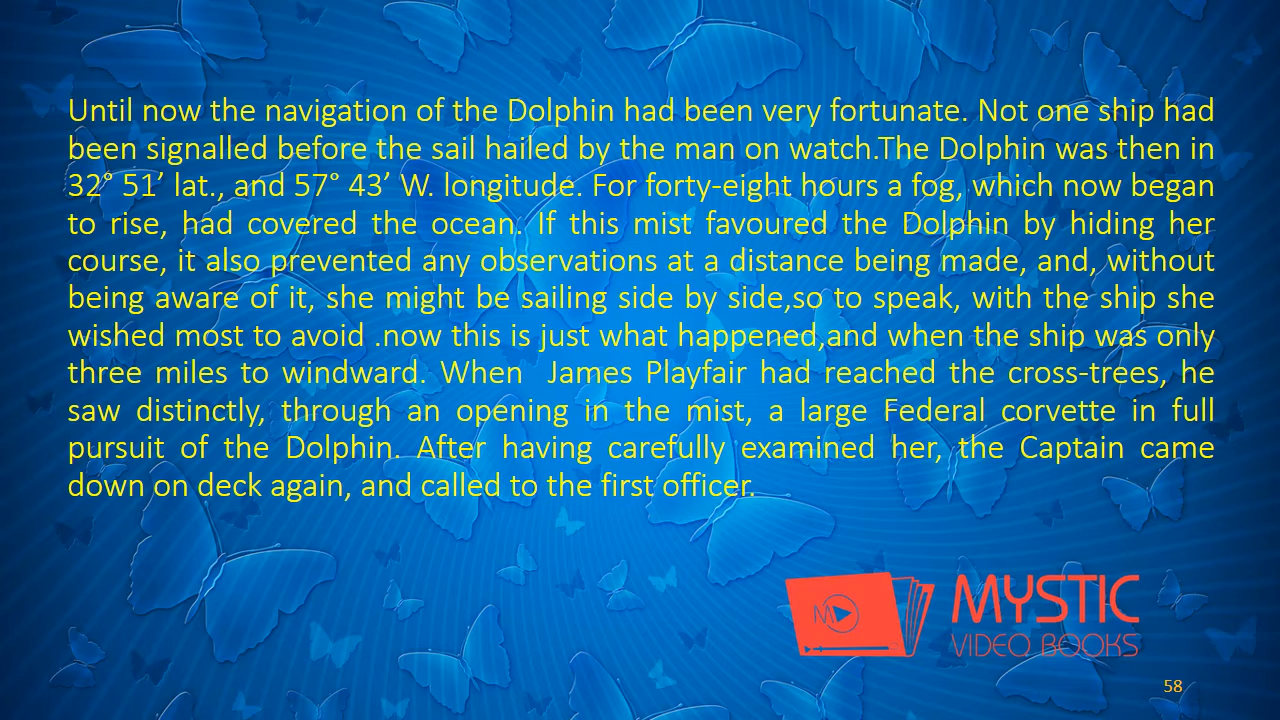 Until now the navigation of the Dolphin had been very fortunate. Not one ship had
been signalled before the sail hailed by the man on watch.The Dolphin was then in
32° 51’ lat., and 57° 43’ W. longitude. For forty-eight hours a fog, which now began
to rise, had covered the ocean. If this mist favoured the Dolphin by hiding her
course, it also prevented any observations at a distance being made, and, without
being aware of it, she might be sailing side by side,so to speak, with the ship she
wished most to avoid .now this is just what happened,and when the ship was only
three miles to windward. When  James Playfair had reached the cross-trees, he
saw distinctly, through an opening in the mist, a large Federal corvette in full
pursuit of the Dolphin. After having carefully examined her, the Captain came
down on deck again, and called to the first officer.
MYSTIC
VIDEO BOOKS
58